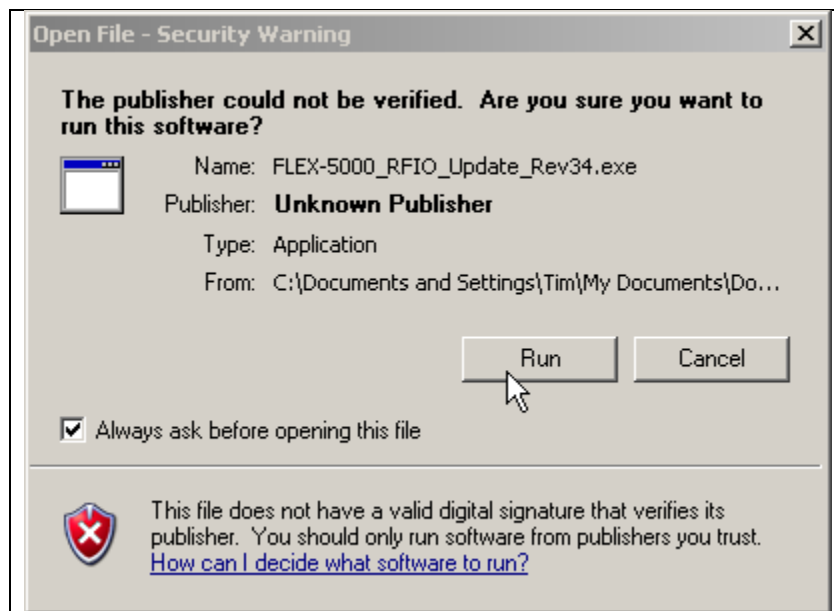 Open File - Security Warning
The publisher could not be verified.  Are you sure you want to
run this software?
Name: FLEX-5000_RFIO_Update_Rev34.exe
Publisher: Unknown Publisher
Type: Application
From: C:\Documents and Settings\Tim\My Documents\Do...
Run Cancel
Always ask before opening this file
This file does not have a valid digital signature that verifies its
publisher.  You should only run software from publishers you trust.
How can I decide what software to run?